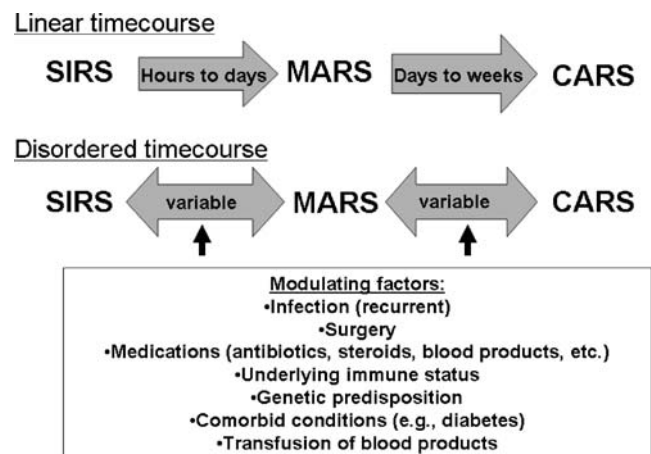 Linear timecourse
SIRS Hours to days MARS Days to weeks CARS
Disordered timecourse
SIRS variable MARS variable CARS
Modulating factors:
•Infection (recurrent)
•Surgery
•Medications (antibiotics, steroids, blood products, etc.)
•Underlying immune status
•Genetic predisposition
•Comorbid conditions (e.g., diabetes)
•Transfusion of blood products